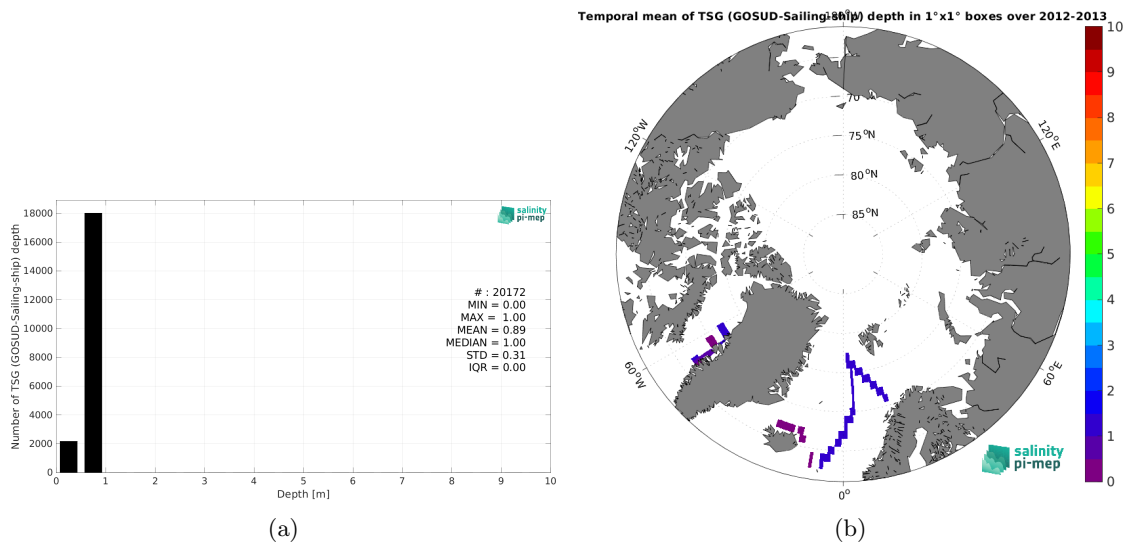 Number of TSG (GOSUD-Sailing-ship) depth
18000
16000
14000
12000
10000
8000
6000
4000
2000
0
0 1 2 3 4 5 6 7 8 9 10
Depth [m]
salinity
pi-mep
# : 20172
MIN = 0.00
MAX = 1.00
MEAN = 0.89
MEDIAN = 1.00
STD = 0.31
IQR = 0.00
(a)
Temporal mean of TSG (GOSUD-Sailing-ship) depth in 1°x1° boxes over 2012-2013
120°W
60°W
0°
60°E
120°E
70
75°N
80°N
85°N
10
9
8
7
6
5
4
3
2
1
0
salinity
pi-mep
(b)